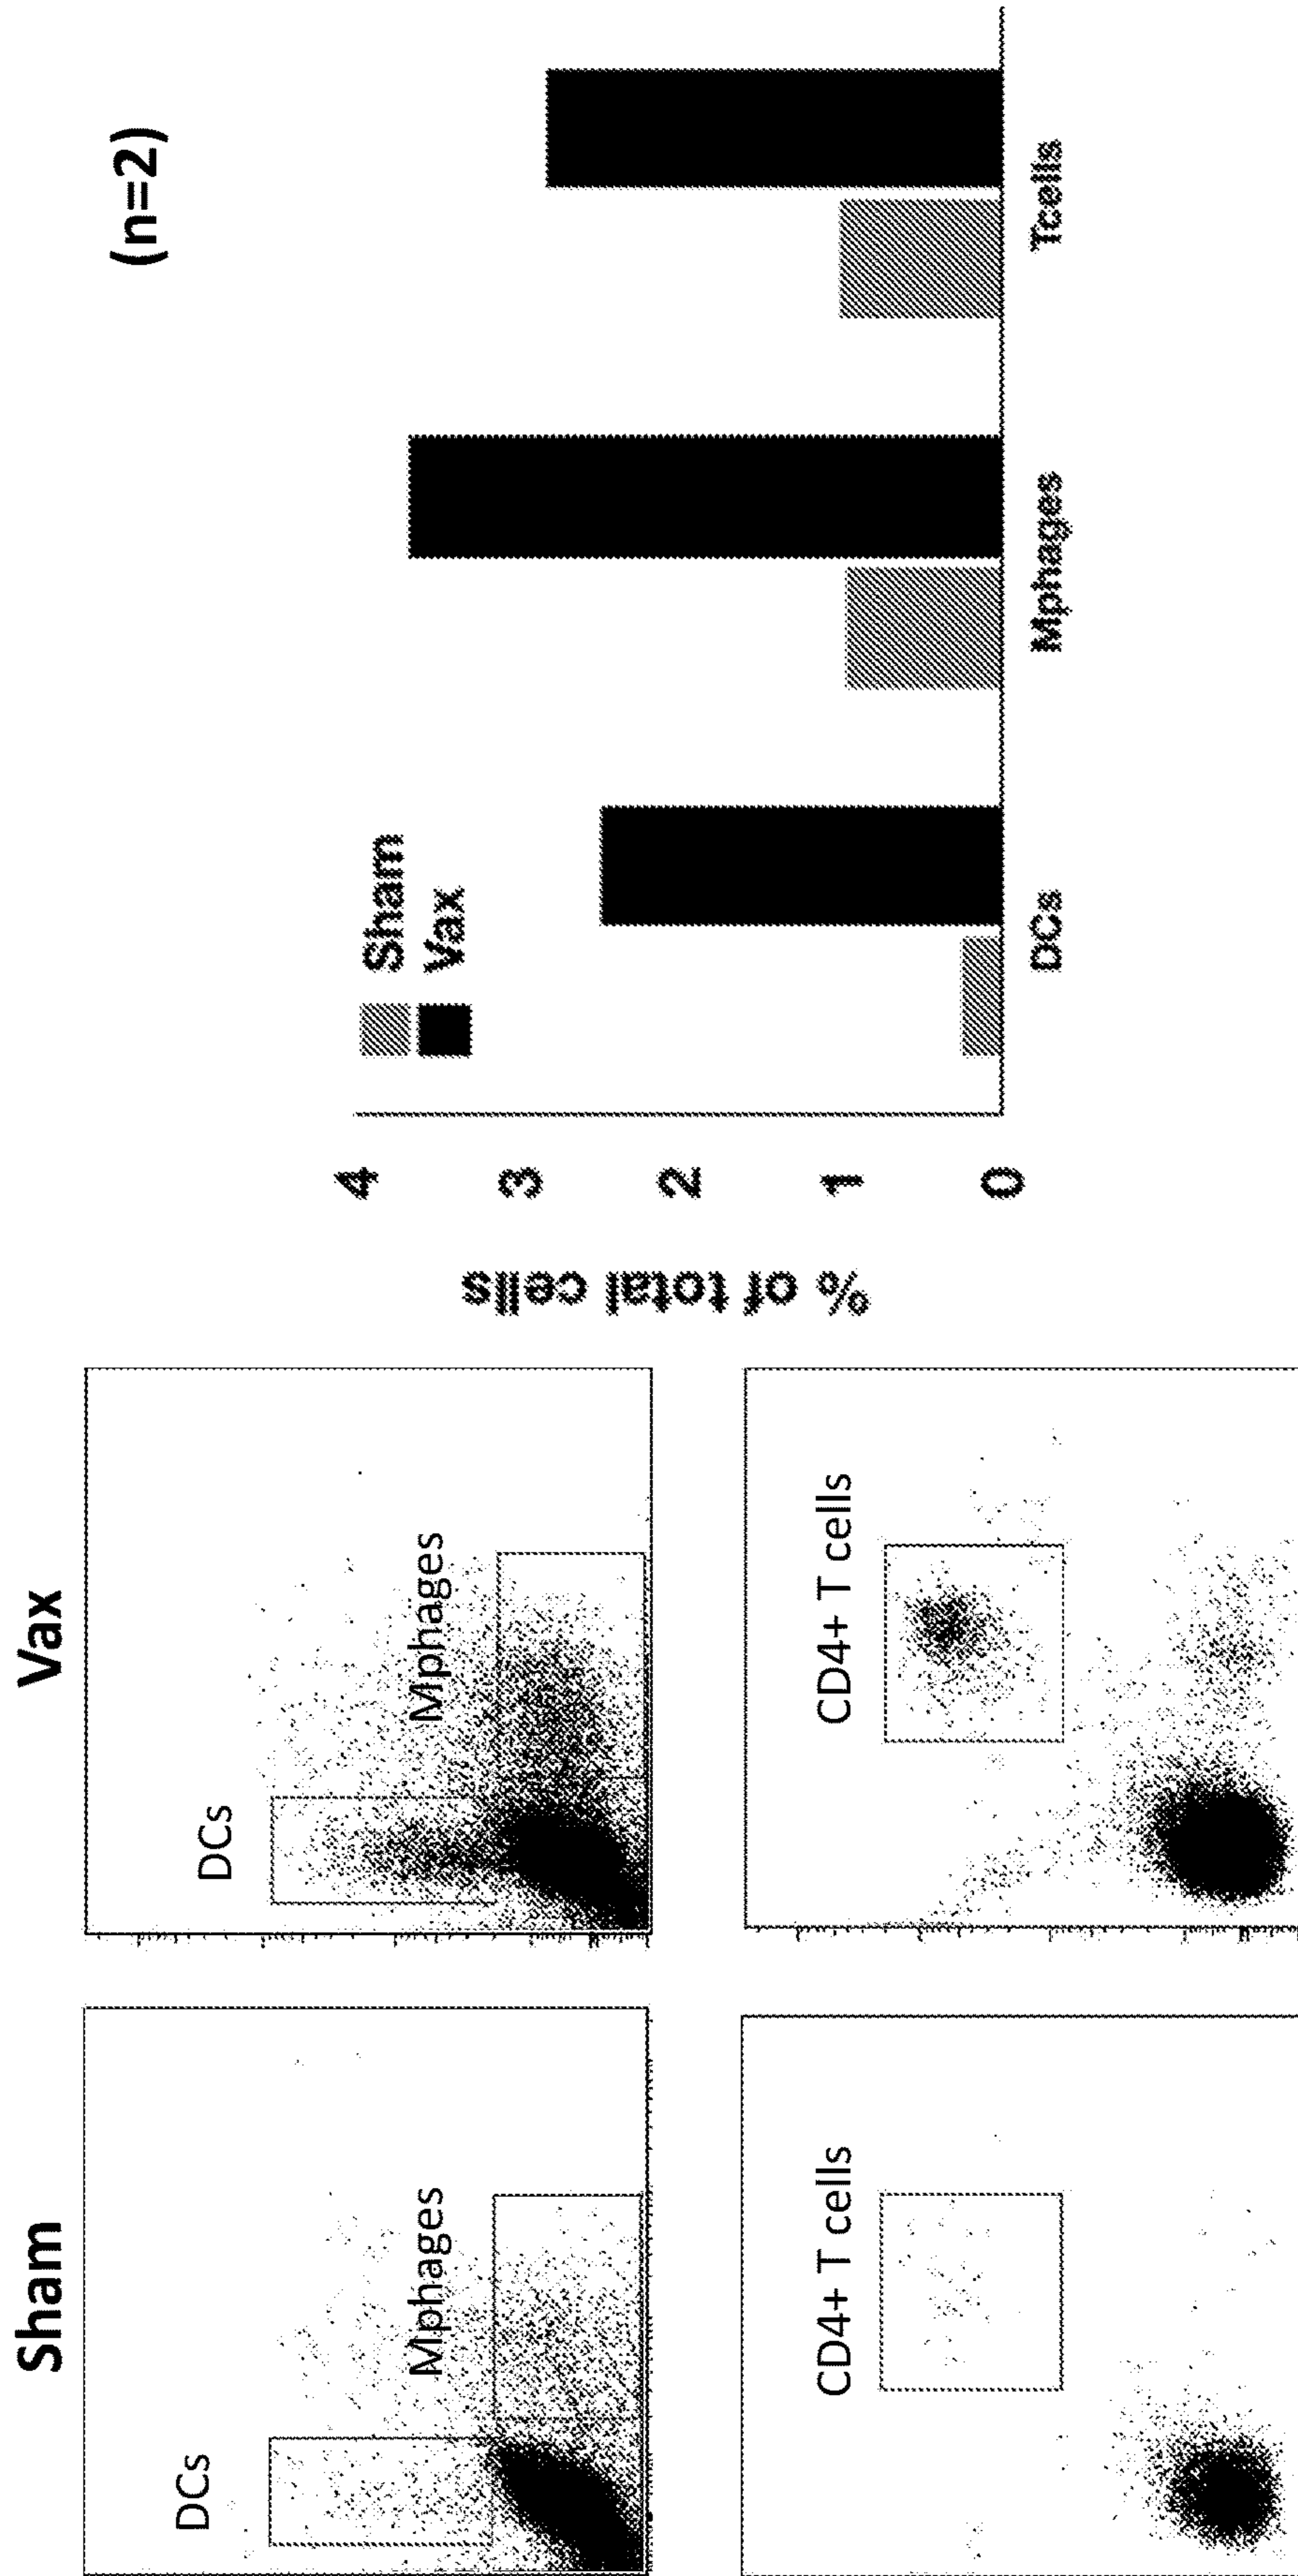 Sham
Vax
DCs
Mphages
DCs
Mphages
CD4+ T cells
CD4+ T cells
(n=2)
Sham
Vax
% of total cells
4
3
2
1
0
DCs
Mphages
Tcells